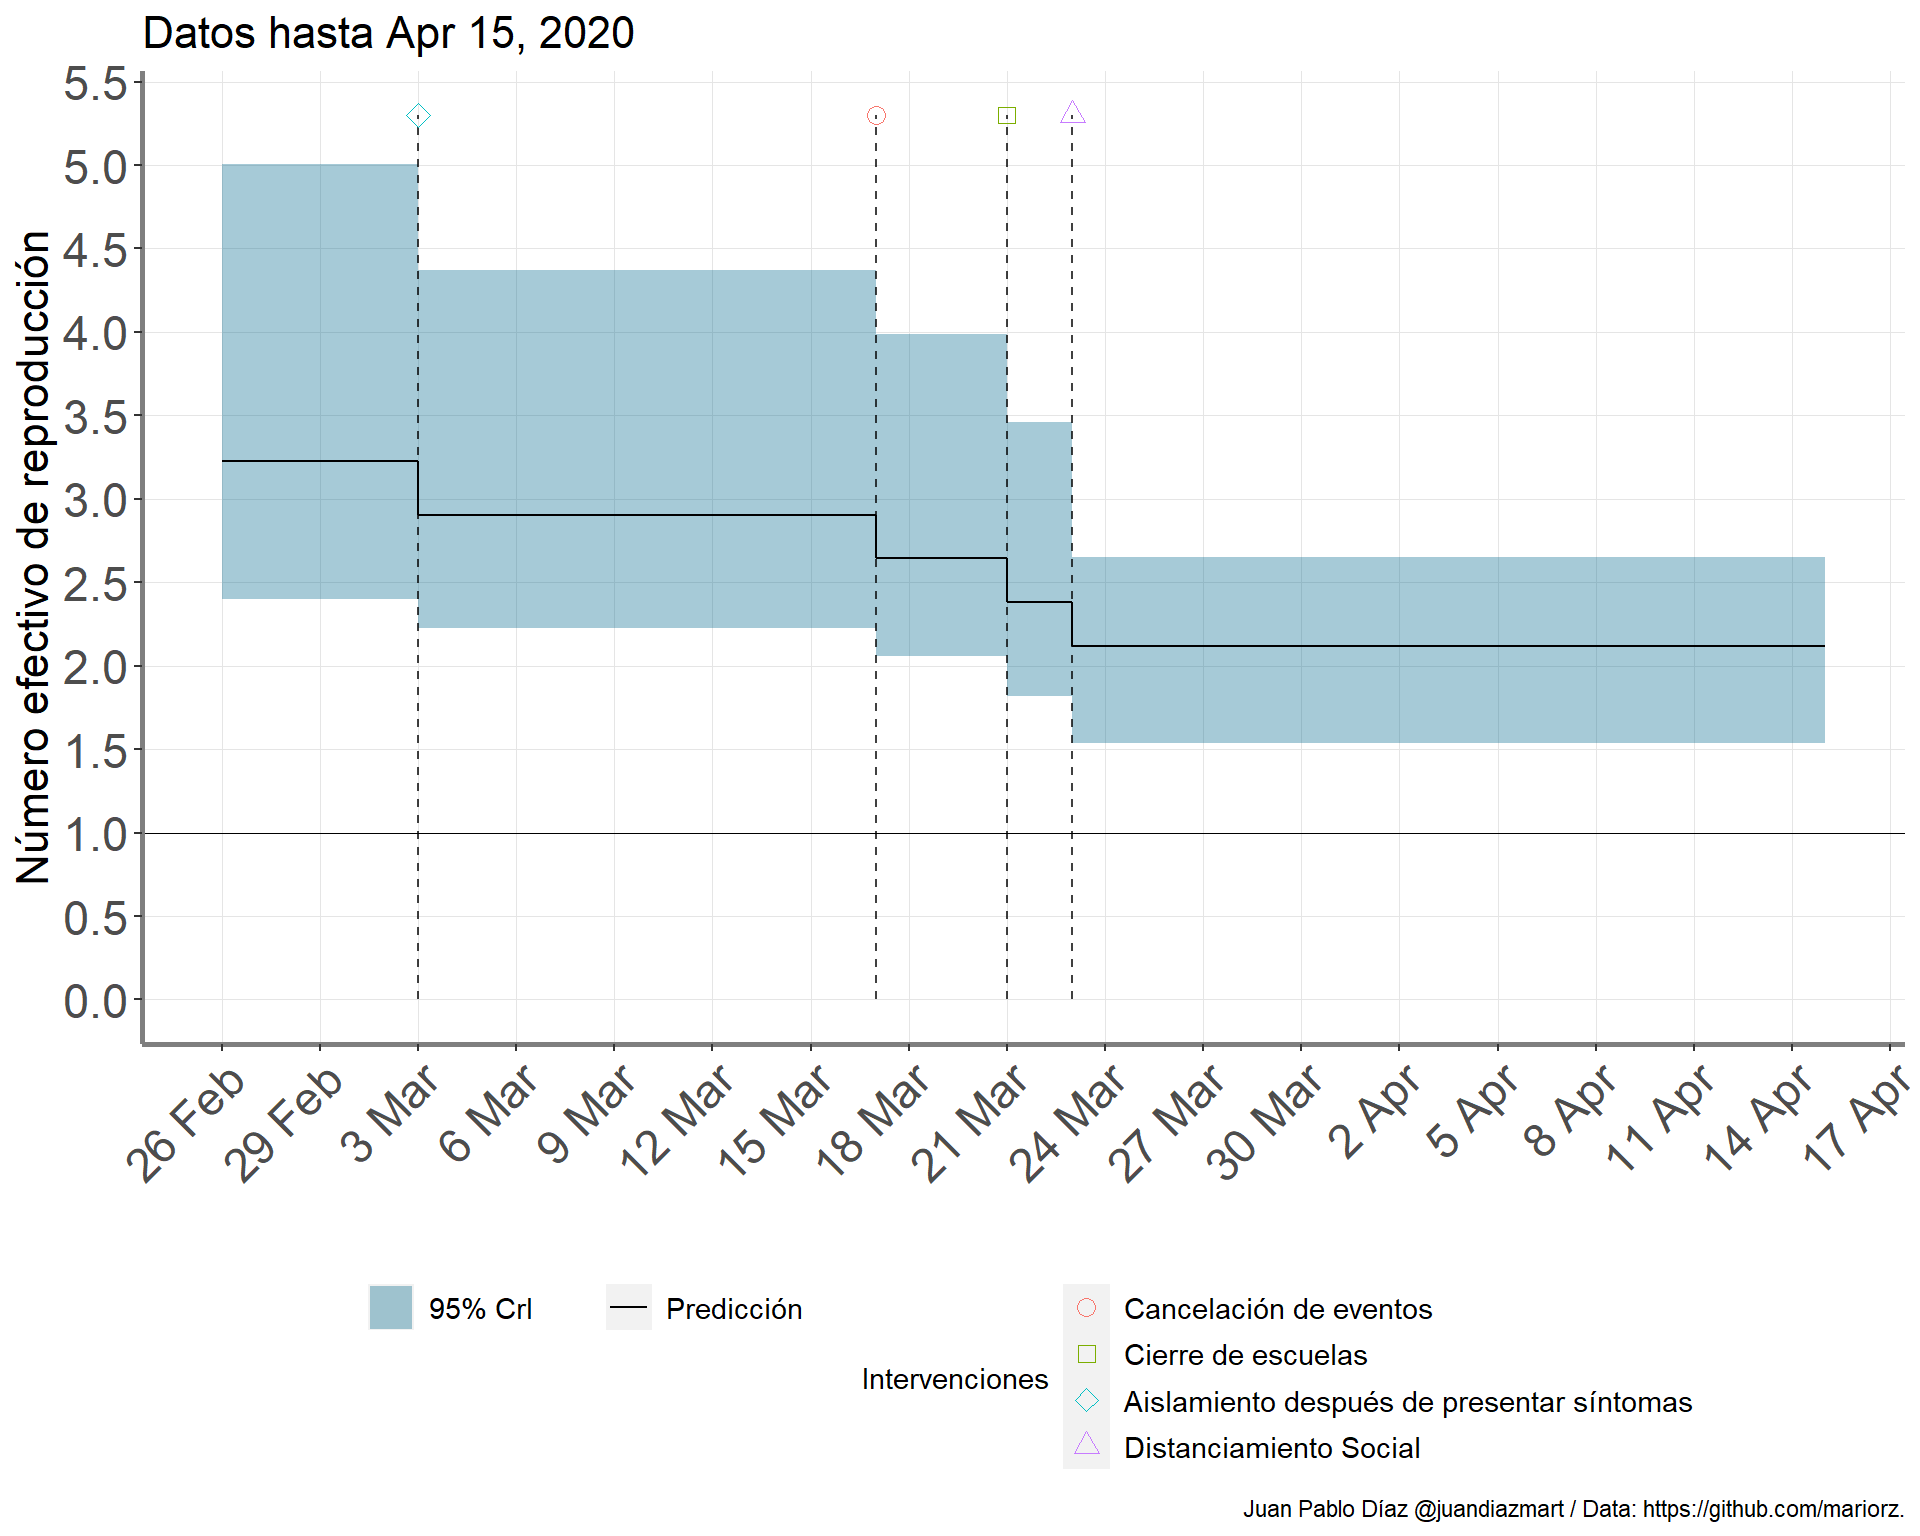 Datos hasta Apr 15, 2020
Número efectivo de reproducción
5.5
5.0
4.5
4.0
3.5
3.0
2.5
2.0
1.5
1.0
0.5
0.0
26 Feb
29 Feb
3 Mar
6 Mar
9 Mar
12 Mar
15 Mar
18 Mar
21 Mar
24 Mar
27 Mar
30 Mar
2 Apr
5 Apr
8 Apr
11 Apr
14 Apr
17 Apr
95% CrI
Predicción
Intervenciones
Cancelación de eventos
Cierre de escuelas
Aislamiento después de presentar síntomas
Distanciamiento Social
Juan Pablo Díaz @juandiazmart / Data: https://github.com/mariorz.